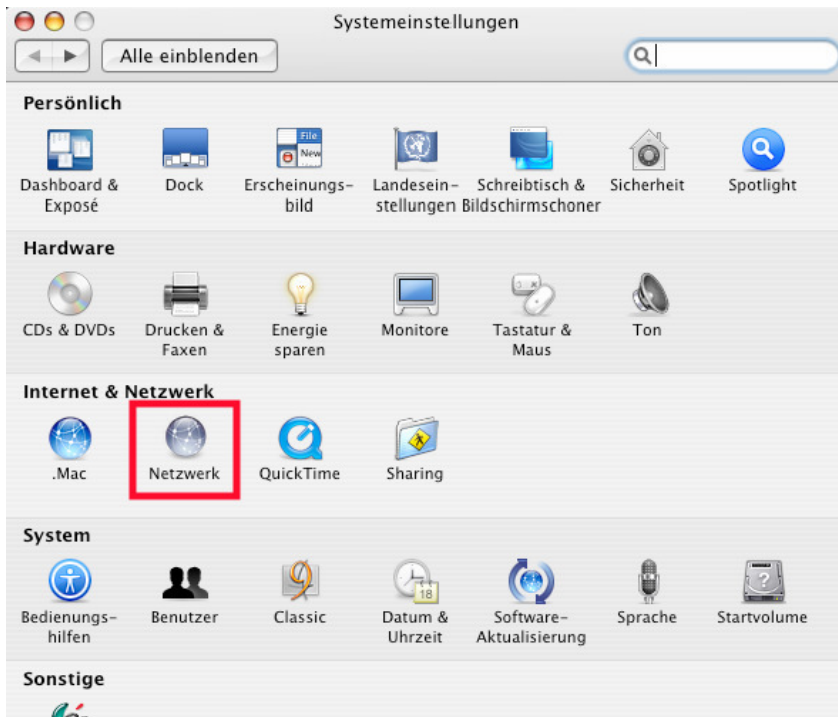 Systemeinstellungen
Alle einblenden
Persönlich
Dashboard & Exposé
Dock
Erscheinungs-
bild
Landesein-
stellungen
Schreibtisch &
Bildschirmschoner
Sicherheit
Spotlight
File
New
Hardware
CDs & DVDs
Drucken &
Faxen
Energie
sparen
Monitore
Tastatur &
Maus
Ton
Internet & Netzwerk
.Mac
Netzwerk
QuickTime
Sharing
System
Bedienungs-
hilfen
Benutzer
9
Classic
18
Datum &
Uhrzeit
Software-
Aktualisierung
Sprache
?
Startvolume
Sonstige